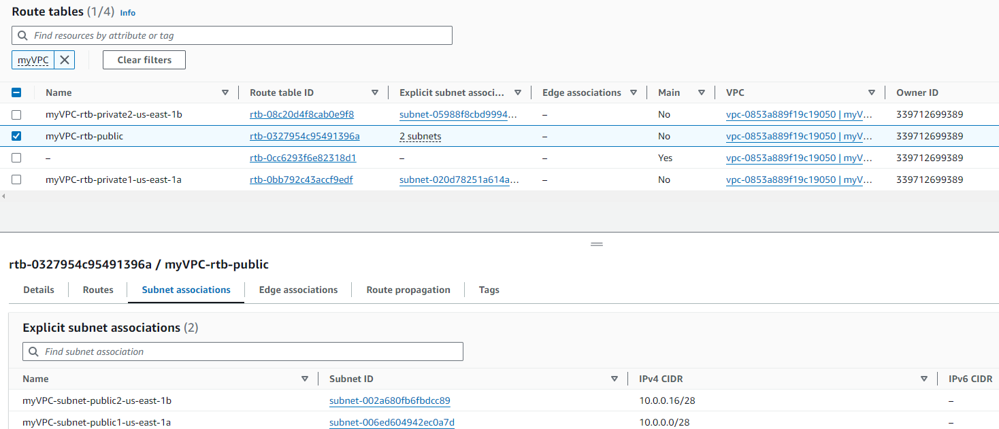 Route tables (1/4) Info
Find resources by attribute or tag
myVPC Clear filters
Name Route table ID Explicit subnet associ... Edge associations Main VPC Owner ID
myVPC-rtb-private2-us-east-1b rtb-08c20d4f8cab0e9f8 subnet-05988f8cbd9994... – No vpc-0853a889f19c19050 | myV... 339712699389
myVPC-rtb-public rtb-0327954c95491396a 2 subnets – No vpc-0853a889f19c19050 | myV... 339712699389
– rtb-0cc6293f6e82318d1 – – Yes vpc-0853a889f19c19050 | myV... 339712699389
myVPC-rtb-private1-us-east-1a rtb-0bb792c43accf9edf subnet-020d78251a614a... – No vpc-0853a889f19c19050 | myV... 339712699389
rtb-0327954c95491396a / myVPC-rtb-public
Details Routes Subnet associations Edge associations Route propagation Tags
Explicit subnet associations (2)
Find subnet association
Name Subnet ID IPv4 CIDR IPv6 CIDR
myVPC-subnet-public2-us-east-1b subnet-002a680fb6fbdcc89 10.0.0.16/28 –
myVPC-subnet-public1-us-east-1a subnet-006ed604942ec0a7d 10.0.0.0/28 –